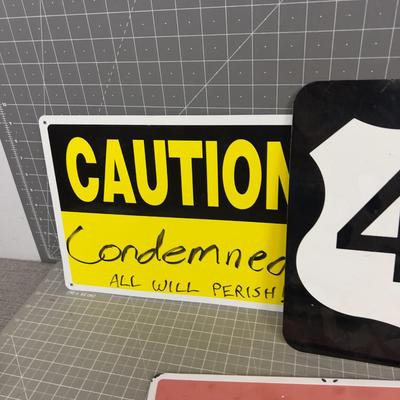 CAUTION
Condemned
ALL WILL PERISH!
4